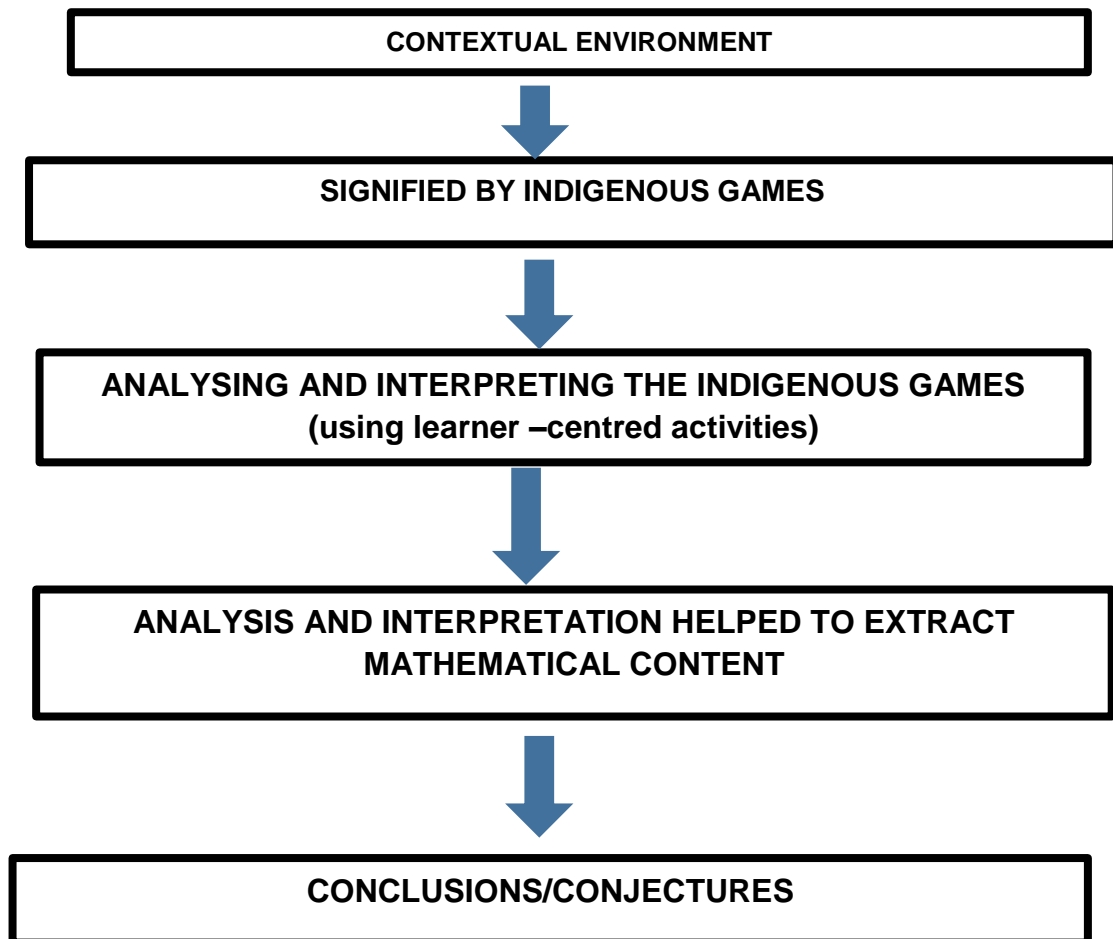 CONTEXTUAL ENVIRONMENT
SIGNIFIED BY INDIGENOUS GAMES
ANALYSING AND INTERPRETING THE INDIGENOUS GAMES
(using learner –centred activities)
ANALYSIS AND INTERPRETATION HELPED TO EXTRACT
MATHEMATICAL CONTENT
CONCLUSIONS/CONJECTURES